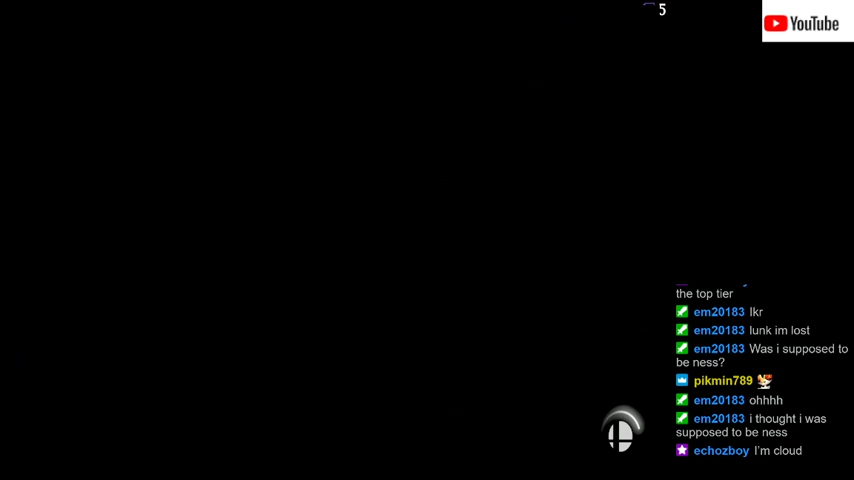 5
YouTube
the top tier
em20183 Ikr
em20183 lunk im lost
em20183 Was i supposed to
be ness?
pikmin789
em20183 ohhhh
em20183 i thought i was
supposed to be ness
echozboy I'm cloud